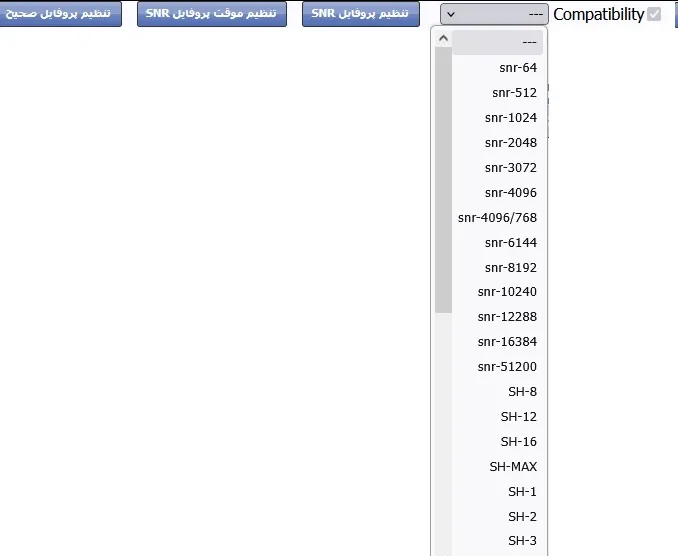 تنظیم پروفایل SNR تنظیم موقت پروفایل SNR تنظیم پروفایل صحیح
Compatibility ---
---
snr-64
snr-512
snr-1024
snr-2048
snr-3072
snr-4096
snr-4096/768
snr-6144
snr-8192
snr-10240
snr-12288
snr-16384
snr-51200
SH-8
SH-12
SH-16
SH-MAX
SH-1
SH-2
SH-3